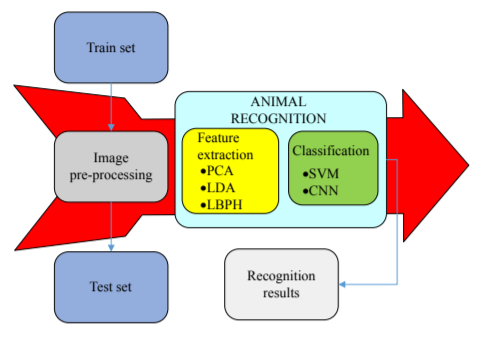 Train set
Image
pre-processing
Test set
ANIMAL
RECOGNITION
Feature
extraction
•PCA
•LDA
•LBPH
Classification
•SVM
•CNN
Recognition
results